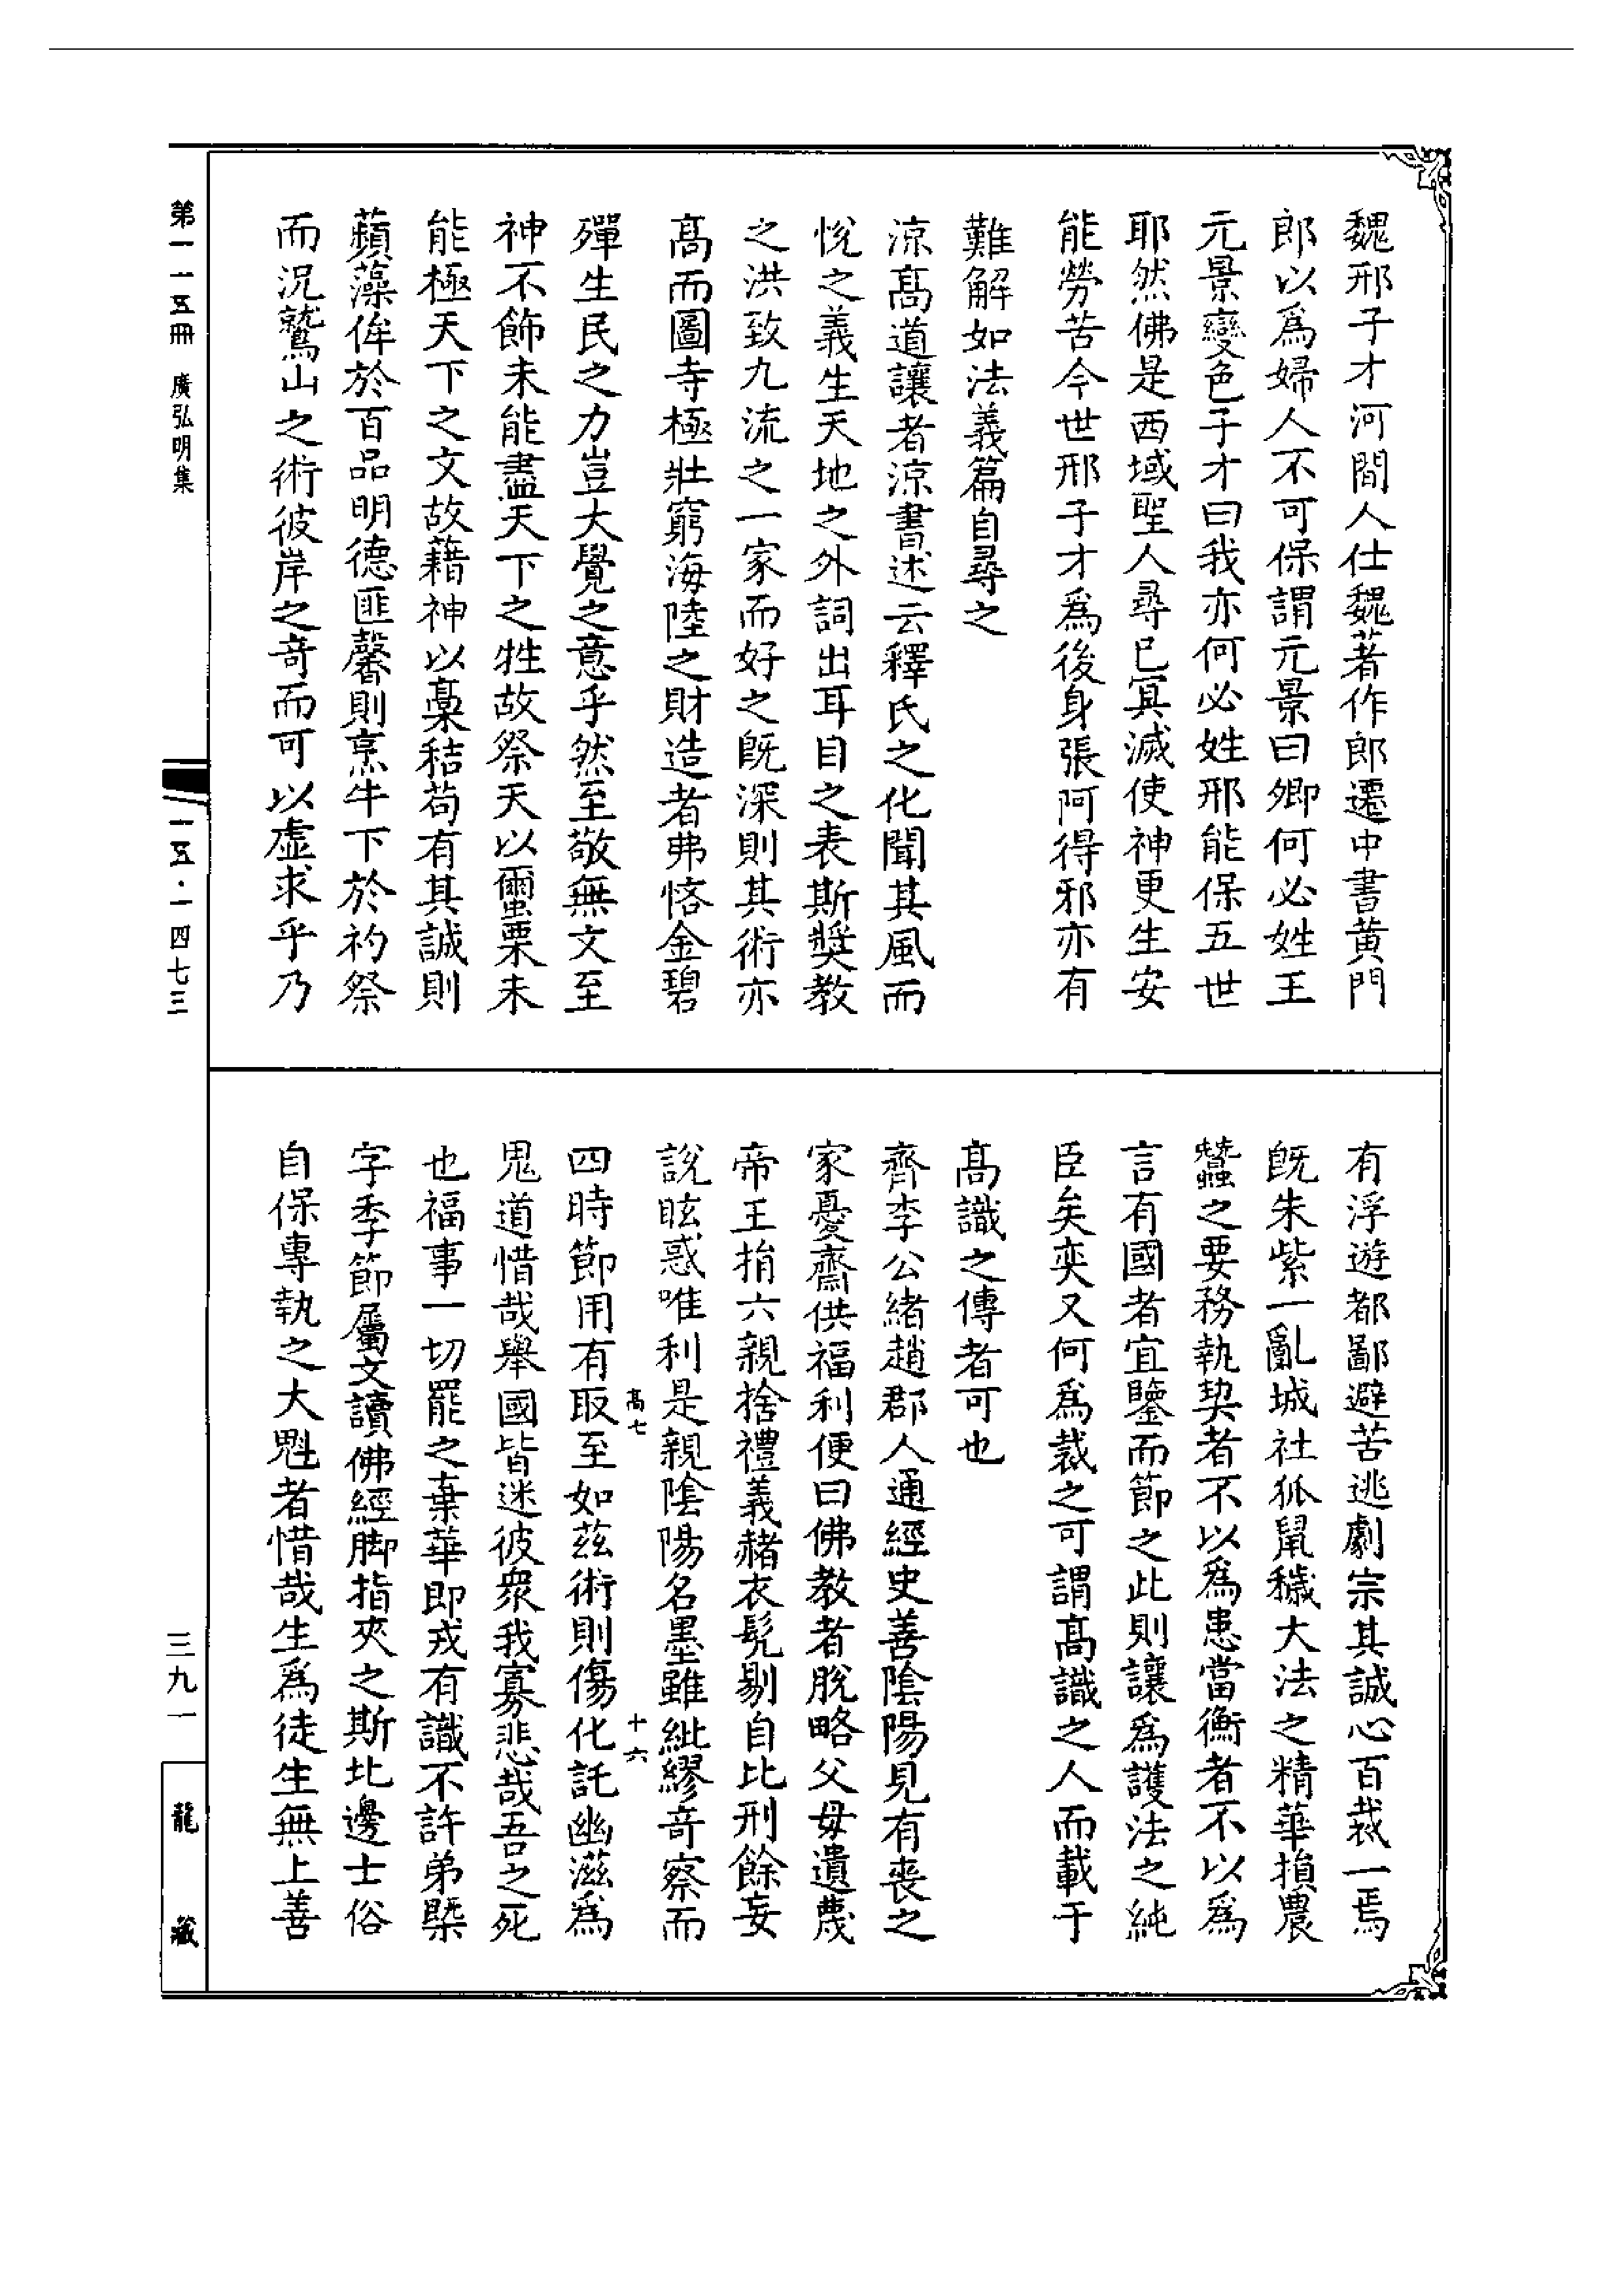 魏邢子才河間人仕魏著作郎遷中書黃門
郎以爲婦人不可保謂元景曰卿何必姓王
元景變色子才曰我亦何必姓邢能保五世
耶然佛是西域聖人尋已冥滅使神更生安
能勞苦今世邢子才爲後身張阿得邪亦有
難解如法義篇自尋之
涼髙道讓者涼書述云釋氏之化聞其風而
悅之義生天地之外詞出耳目之表斯獎教
之洪致九流之一家而好之旣深則其術亦
髙而圖寺極壯窮海陸之財造者弗悋金碧
殫生民之力豈大覺之意乎然至敬無文至
神不飾未能盡天下之牲故祭天以蠒栗未
能極天下之文故藉神以藁秸苟有其誠則
蘋藻侔於百品明德匪馨則烹牛下於礿祭
而況鷲山之術彼岸之竒而可以虛求乎乃
有浮遊都鄙避苦逃劇宗其誠心百裁一焉
旣朱紫一亂城社狐鼠穢大法之精華損農
蠶之要務執契者不以爲患當衡者不以爲
言有國者宜鑒而節之此則讓爲護法之純
臣矣奕又何爲裁之可謂髙識之人而載于
髙識之傳者可也
齊李公緒趙郡人通經史善陰陽見有喪之
家憂齋供福利便曰佛教者脫略父母遺蔑
帝王捐六親捨禮義赭衣髡剔自比刑餘妄
說眩惑唯利是親陰陽名墨雖紕繆竒察而
四時節用有取至如茲術則傷化託幽滋爲
鬼道惜哉舉國皆迷彼衆我寡悲哉吾之死
也福事一切罷之棄華即戎有識不許弟槩
字季節屬文讀佛經脚指夾之斯北邊士俗
自保專執之大魁者惜哉生爲徒生無上善
髙七
十六
第一一五冊 廣弘明集
一五·一四七三
三九一
龍藏